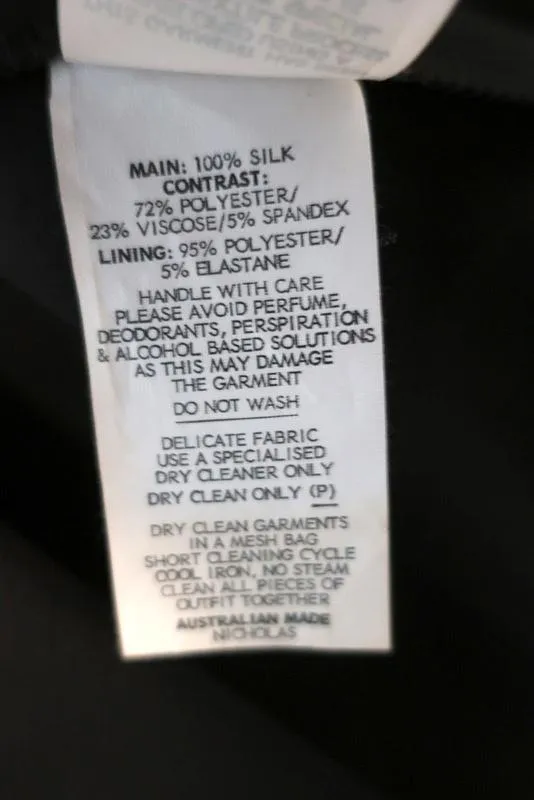 MAIN: 100% SILK
CONTRAST:
72% POLYESTER/
23% VISCOSE/5% SPANDEX
LINING: 95% POLYESTER/
5% ELASTANE
HANDLE WITH CARE
PLEASE AVOID PERFUME,
DEODORANTS, PERSPIRATION
& ALCOHOL BASED SOLUTIONS
AS THIS MAY DAMAGE
THE GARMENT
DO NOT WASH
DELICATE FABRIC
USE A SPECIALISED
DRY CLEANER ONLY
DRY CLEAN ONLY (P)
DRY CLEAN GARMENTS
IN A MESH BAG
SHORT CLEANING CYCLE
COOL IRON, NO STEAM
CLEAN ALL PIECES OF
OUTFIT TOGETHER
AUSTRALIAN MADE
NICHOLAS